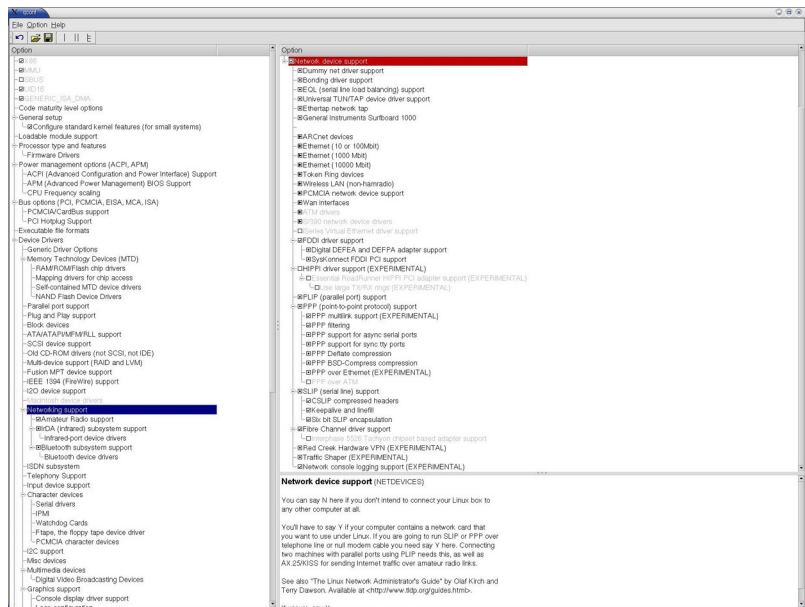 qconf
File Option Help
Option
X86
MMU
SBUS
UID16
GENERIC_ISA_DMA
Code maturity level options
General setup
Configure standard kernel features (for small systems)
Loadable module support
Processor type and features
Firmware Drivers
Power management options (ACPI, APM)
ACPI (Advanced Configuration and Power Interface) Support
APM (Advanced Power Management) BIOS Support
CPU Frequency scaling
Bus options (PCI, PCMCIA, EISA, MCA, ISA)
PCMCIA/CardBus support
PCI Hotplug Support
Executable file formats
Device Drivers
Generic Driver Options
Memory Technology Devices (MTD)
RAM/ROM/Flash chip drivers
Mapping drivers for chip access
Self-contained MTD device drivers
NAND Flash Device Drivers
Parallel port support
Plug and Play support
Block devices
ATA/ATAPI/MFM/RLL support
SCSI device support
Old CD-ROM drivers (not SCSI, not IDE)
Multi-device support (RAID and LVM)
Fusion MPT device support
IEEE 1394 (FireWire) support
I2O device support
Macintosh device drivers
Networking support
Amateur Radio support
IrDA (infrared) subsystem support
Infrared-port device drivers
Bluetooth subsystem support
Bluetooth device drivers
ISDN subsystem
Telephony Support
Input device support
Character devices
Serial drivers
IPMI
Watchdog Cards
Ftape, the floppy tape device driver
PCMCIA character devices
I2C support
Misc devices
Multimedia devices
Digital Video Broadcasting Devices
Graphics support
Console display driver support
Option
Network device support
Dummy net driver support
Bonding driver support
EQL (serial line load balancing) support
Universal TUN/TAP device driver support
Ethertap network tap
General Instruments Surfboard 1000
ARCnet devices
Ethernet (10 or 100Mbit)
Ethernet (1000 Mbit)
Ethernet (10000 Mbit)
Token Ring devices
Wireless LAN (non-hamradio)
PCMCIA network device support
Wan interfaces
ATM drivers
S/390 network device drivers
iSeries Virtual Ethernet driver support
FDDI driver support
Digital DEFEA and DEFPA adapter support
SysKonnect FDDI PCI support
HIPPI driver support (EXPERIMENTAL)
Essential RoadRunner HIPPI PCI adapter support (EXPERIMENTAL)
Use large TX/RX rings (EXPERIMENTAL)
PLIP (parallel port) support
PPP (point-to-point protocol) support
PPP multilink support (EXPERIMENTAL)
PPP filtering
PPP support for async serial ports
PPP support for sync tty ports
PPP Deflate compression
PPP BSD-Compress compression
PPP over Ethernet (EXPERIMENTAL)
PPP over ATM
SLIP (serial line) support
CSLIP compressed headers
Keepalive and linefill
Six bit SLIP encapsulation
Fibre Channel driver support
Interphase 5526 Tachyon chipset based adapter support
Red Creek Hardware VPN (EXPERIMENTAL)
Traffic Shaper (EXPERIMENTAL)
Network console logging support (EXPERIMENTAL)
Network device support (NETDEVICES)
You can say N here if you don't intend to connect your Linux box to
any other computer at all.
You'll have to say Y if your computer contains a network card that
you want to use under Linux. If you are going to run SLIP or PPP over
telephone line or null modem cable you need say Y here. Connecting
two machines with parallel ports using PLIP needs this, as well as
AX.25/KISS for sending Internet traffic over amateur radio links.
See also "The Linux Network Administrator's Guide" by Olaf Kirch and
Terry Dawson. Available at <http://www.tldp.org/guides.html>.